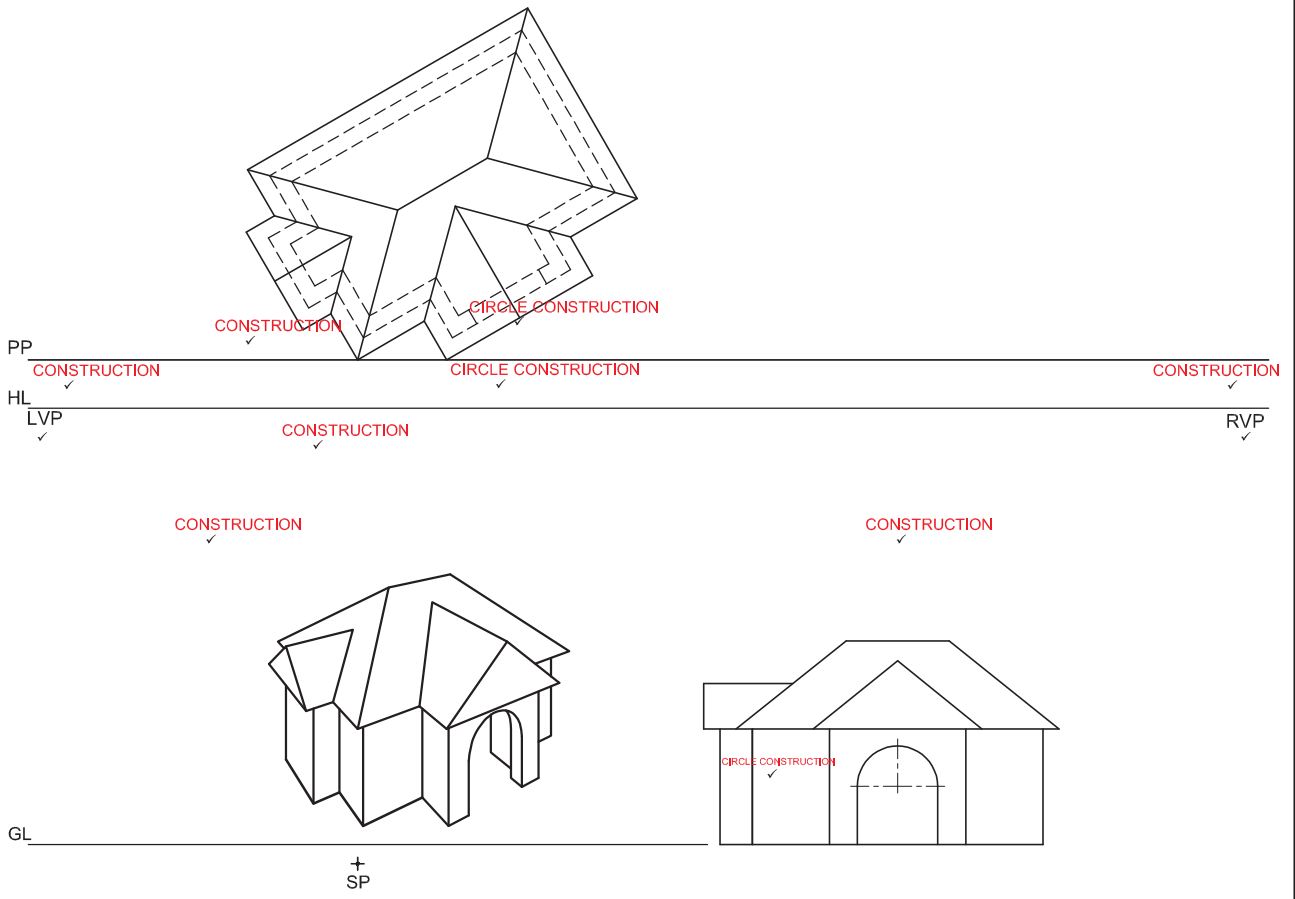 CIRCLE CONSTRUCTION
CONSTRUCTION
PP
CONSTRUCTION
CIRCLE CONSTRUCTION
CONSTRUCTION
HL
LVP
RVP
CONSTRUCTION
CONSTRUCTION
CONSTRUCTION
CIRCLE CONSTRUCTION
GL
SP